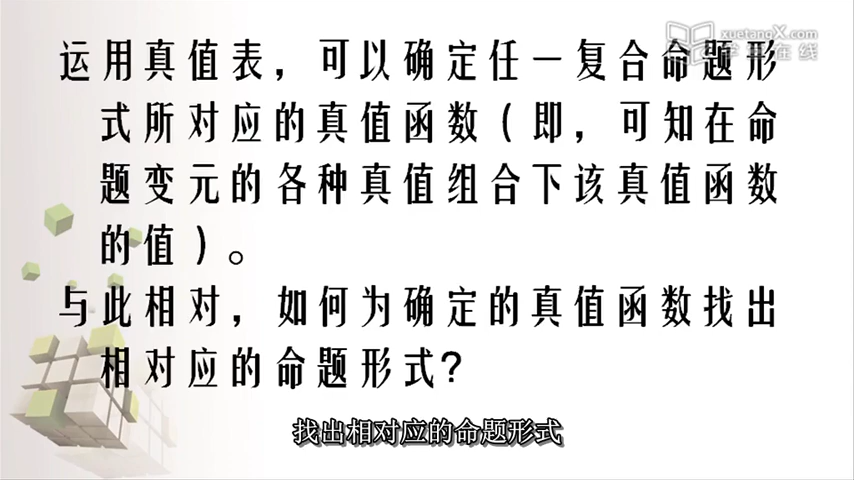 xuetangX.com
学堂在线
运用真值表，可以确定任一复合命题形
式所对应的真值函数（即，可知在命
题变元的各种真值组合下该真值函数
的值）。
与此相对，如何为确定的真值函数找出
相对应的命题形式？
找出相对应的命题形式